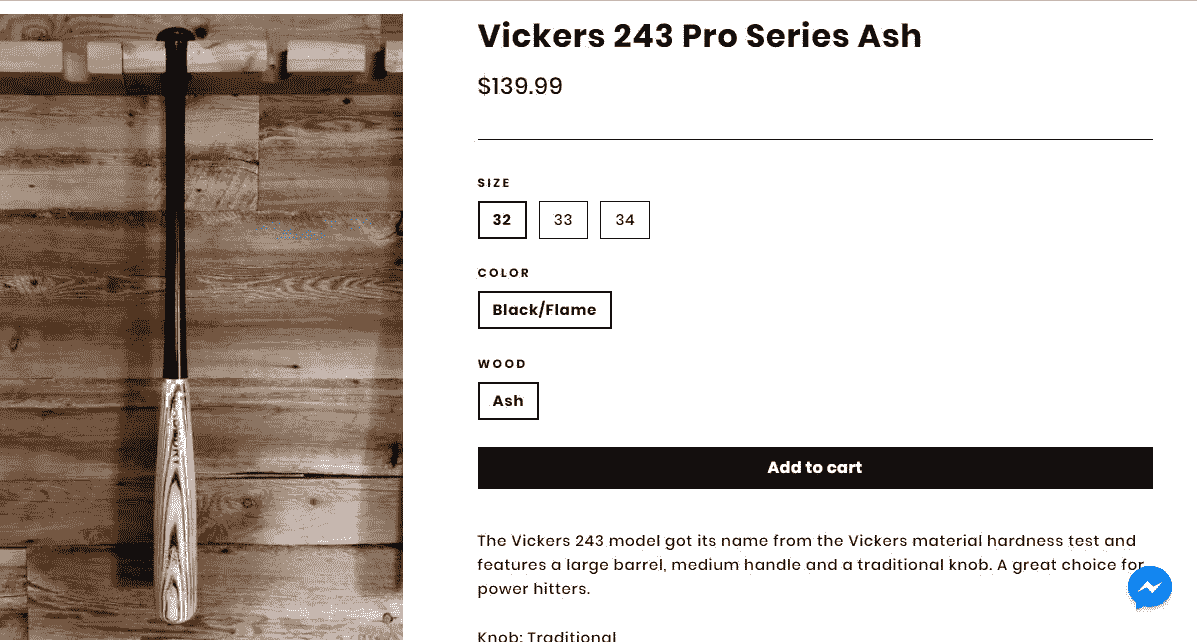 Vickers 243 Pro Series Ash
$139.99
SIZE
32 33 34
COLOR
Black/Flame
WOOD
Ash
Add to cart
The Vickers 243 model got its name from the Vickers material hardness test and
features a large barrel, medium handle and a traditional knob. A great choice for
power hitters.
Knob: Traditional